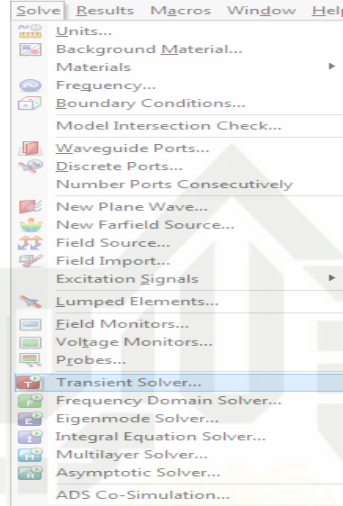 Solve Results Macros Window Help
Units...
Background Material...
Materials
Frequency...
Boundary Conditions...
Model Intersection Check...
Waveguide Ports...
Discrete Ports...
Number Ports Consecutively
New Plane Wave...
New Farfield Source...
Field Source...
Field Import...
Excitation Signals
Lumped Elements...
Field Monitors...
Voltage Monitors...
Probes...
Transient Solver...
Frequency Domain Solver...
Eigenmode Solver...
Integral Equation Solver...
Multilayer Solver...
Asymptotic Solver...
ADS Co-Simulation...